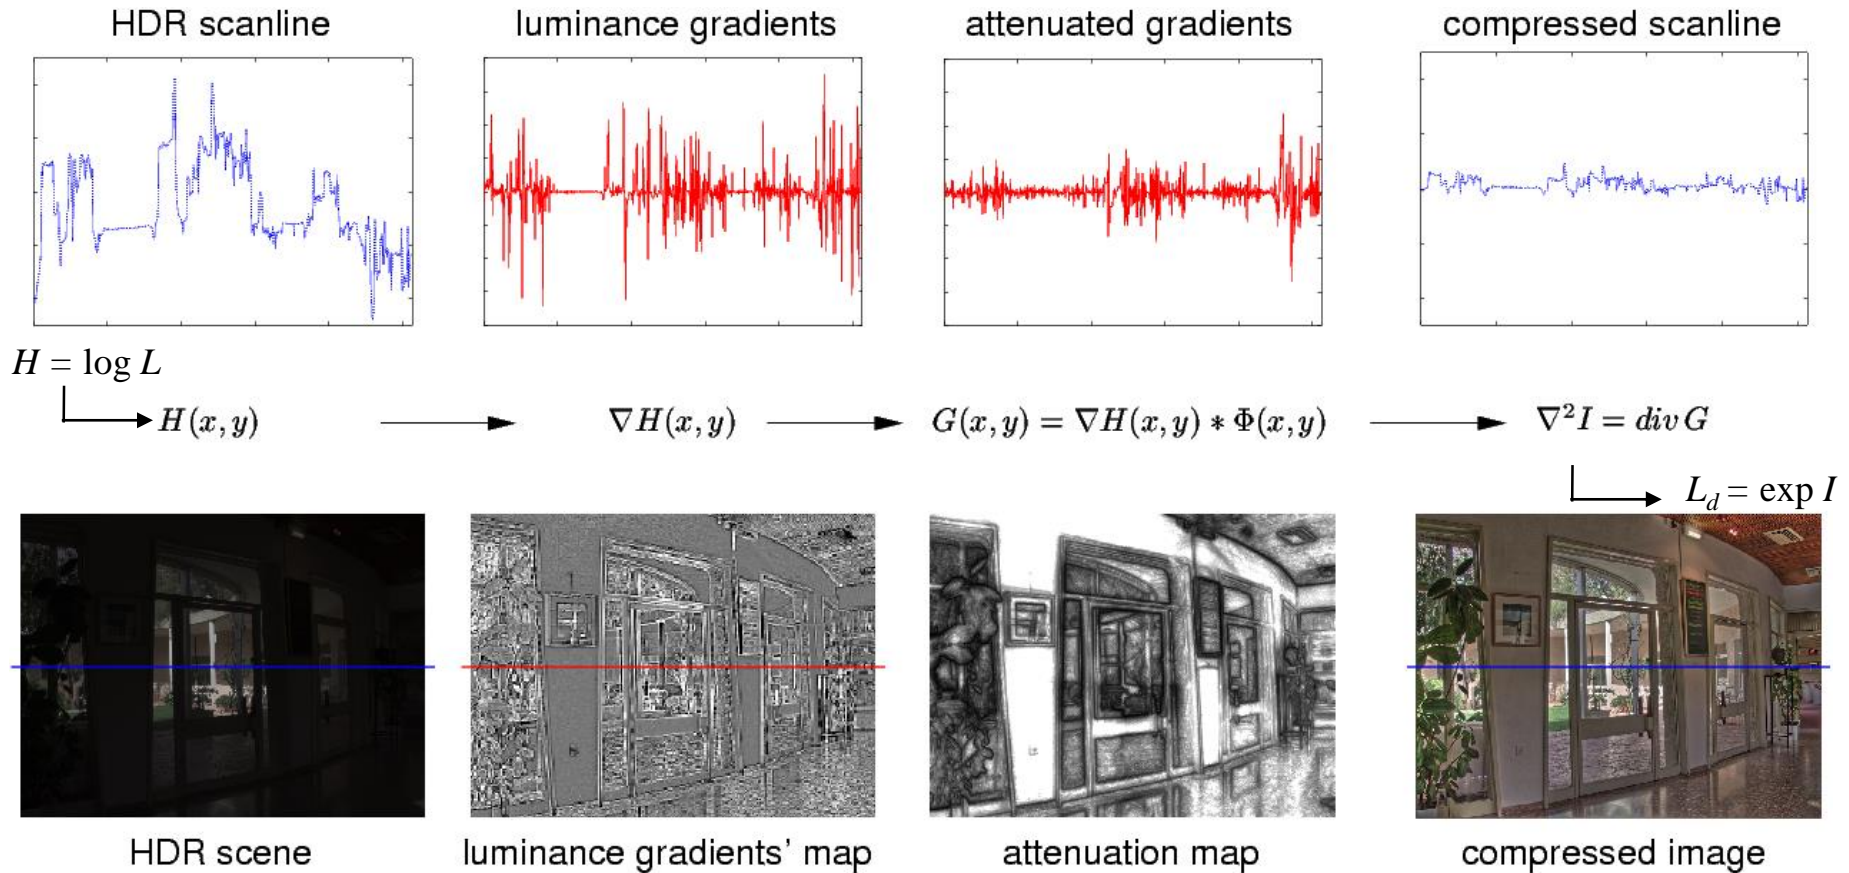 HDR scanline
luminance gradients
attenuated gradients
compressed scanline
H = log L
H(x, y)
∇H(x, y)
G(x, y) = ∇H(x, y) * Φ(x, y)
∇²I = div G
L_d = exp I
HDR scene
luminance gradients' map
attenuation map
compressed image